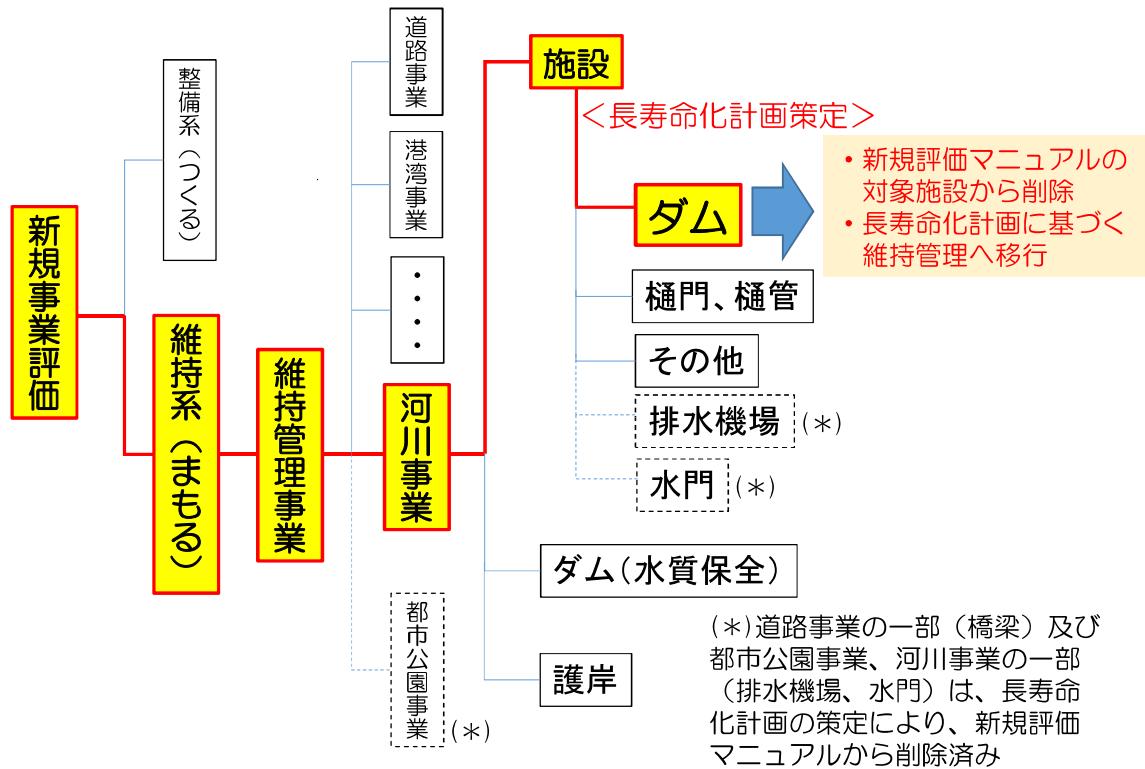 新規事業評価
整備系（つくる）
維持系（まもる）
維持管理事業
道路事業
港湾事業
・・・・
河川事業
都市公園事業
(＊)
施設
＜長寿命化計画策定＞
ダム
・新規評価マニュアルの
対象施設から削除
・長寿命化計画に基づく
維持管理へ移行
樋門、樋管
その他
排水機場
(＊)
水門
(＊)
ダム（水質保全）
護岸
(＊)道路事業の一部（橋梁）及び
都市公園事業、河川事業の一部
（排水機場、水門）は、長寿命
化計画の策定により、新規評価
マニュアルから削除済み